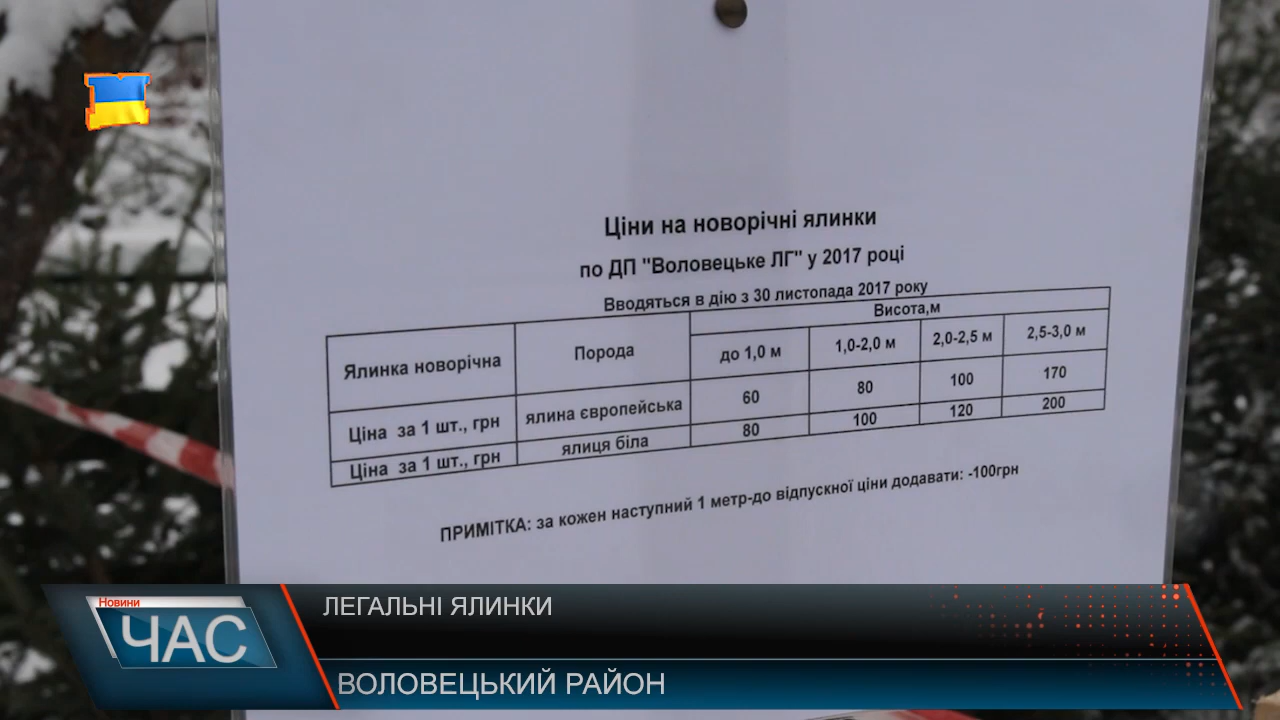 Ціни на новорічні ялинки
по ДП "Воловецьке ЛГ" у 2017 році
Вводяться в дію з 30 листопада 2017 року
Ялинка новорічна Порода Висота,м
до 1,0 м 1,0-2,0 м 2,0-2,5 м 2,5-3,0 м
Ціна за 1 шт., грн ялина європейська 60 80 100 170
Ціна за 1 шт., грн ялиця біла 80 100 120 200
ПРИМІТКА: за кожен наступний 1 метр-до відпускної ціни додавати: -100грн
Новини
ЧАС
ЛЕГАЛЬНІ ЯЛИНКИ
ВОЛОВЕЦЬКИЙ РАЙОН